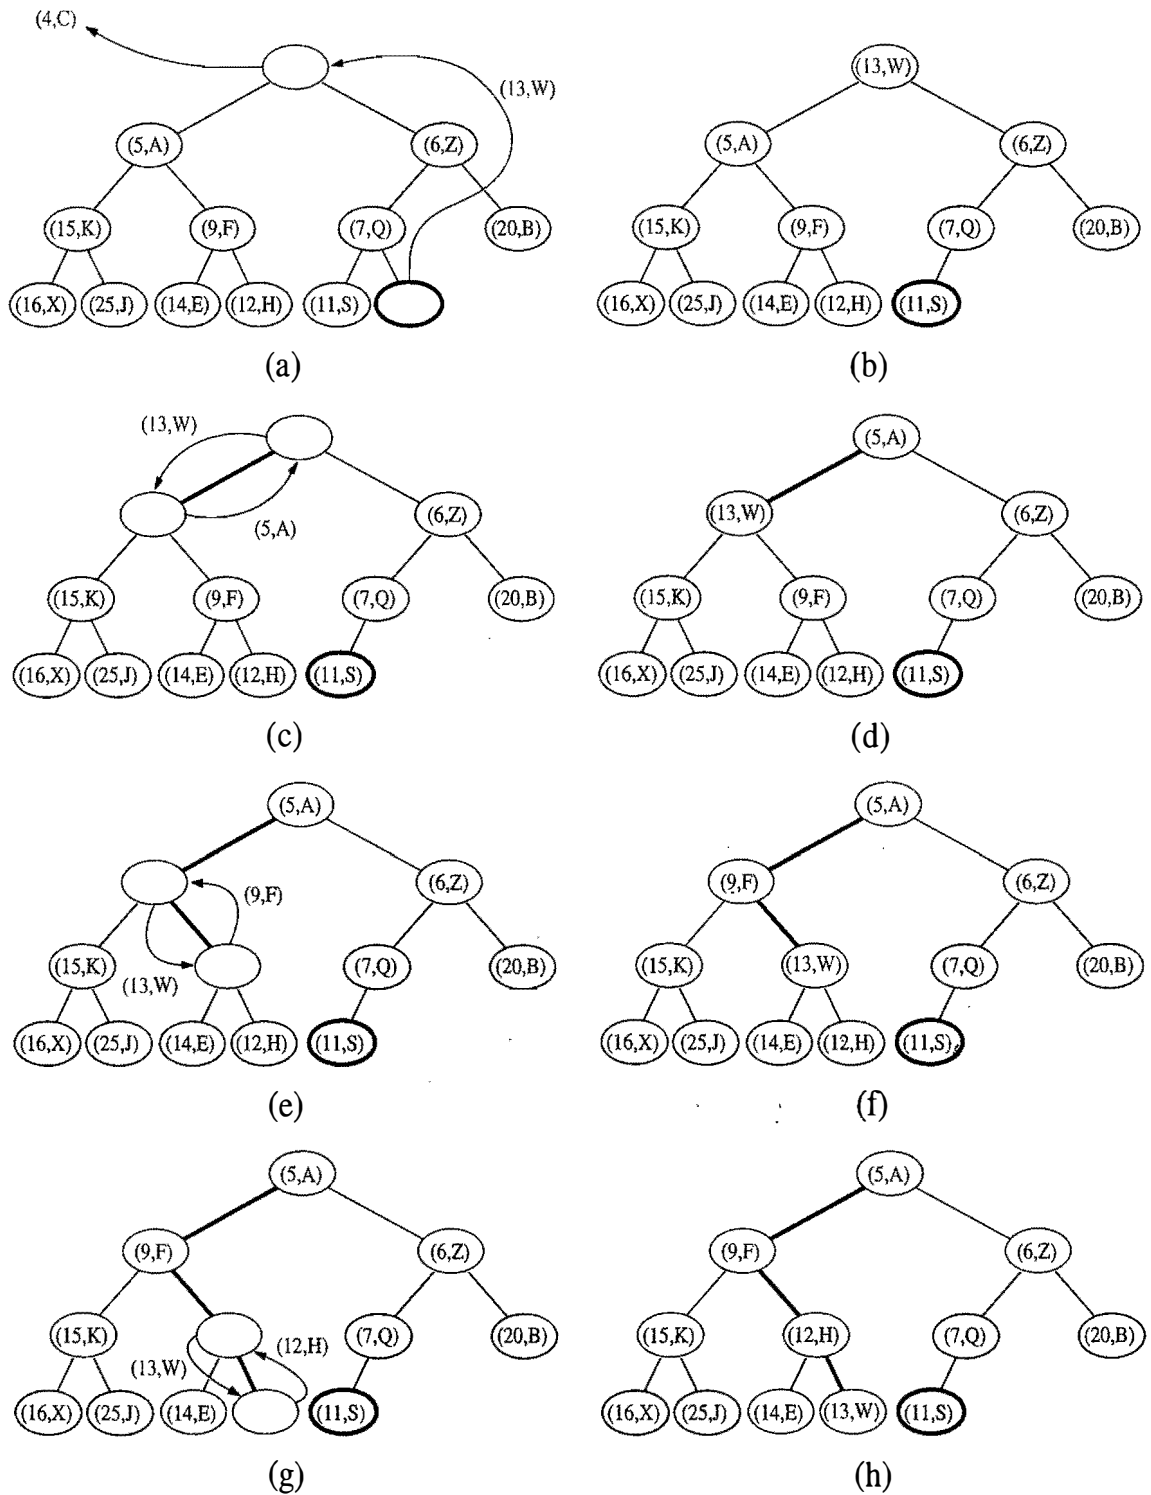 (4,C)
(13,W)
(5,A) (6,Z)
(15,K) (9,F) (7,Q) (20,B)
(16,X) (25,J) (14,E) (12,H) (11,S)
(a)
(13,W)
(5,A) (6,Z)
(15,K) (9,F) (7,Q) (20,B)
(16,X) (25,J) (14,E) (12,H) (11,S)
(b)
(13,W)
(5,A) (6,Z)
(15,K) (9,F) (7,Q) (20,B)
(16,X) (25,J) (14,E) (12,H) (11,S)
(c)
(5,A)
(13,W) (6,Z)
(15,K) (9,F) (7,Q) (20,B)
(16,X) (25,J) (14,E) (12,H) (11,S)
(d)
(5,A)
(9,F) (6,Z)
(15,K) (13,W) (7,Q) (20,B)
(16,X) (25,J) (14,E) (12,H) (11,S)
(e)
(5,A)
(9,F) (6,Z)
(15,K) (13,W) (7,Q) (20,B)
(16,X) (25,J) (14,E) (12,H) (11,S)
(f)
(5,A)
(9,F) (6,Z)
(15,K) (7,Q) (20,B)
(13,W) (12,H)
(16,X) (25,J) (14,E) (11,S)
(g)
(5,A)
(9,F) (6,Z)
(15,K) (12,H) (7,Q) (20,B)
(16,X) (25,J) (14,E) (13,W) (11,S)
(h)